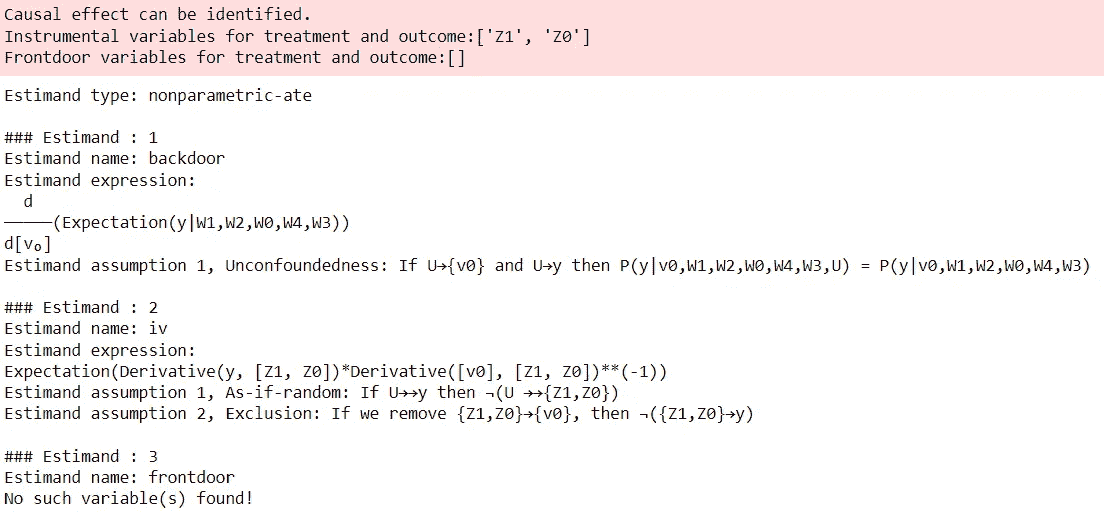 Causal effect can be identified.
Instrumental variables for treatment and outcome:['Z1', 'Z0']
Frontdoor variables for treatment and outcome:[]
Estimand type: nonparametric-ate
### Estimand : 1
Estimand name: backdoor
Estimand expression:
d
─────(Expectation(y|W1,W2,W0,W4,W3))
d[v₀]
Estimand assumption 1, Unconfoundedness: If U→{v0} and U→y then P(y|v0,W1,W2,W0,W4,W3,U) = P(y|v0,W1,W2,W0,W4,W3)
### Estimand : 2
Estimand name: iv
Estimand expression:
Expectation(Derivative(y, [Z1, Z0])*Derivative([v0], [Z1, Z0])**(-1))
Estimand assumption 1, As-if-random: If U→→y then ¬(U →→{Z1,Z0})
Estimand assumption 2, Exclusion: If we remove {Z1,Z0}→{v0}, then ¬({Z1,Z0}→y)
### Estimand : 3
Estimand name: frontdoor
No such variable(s) found!